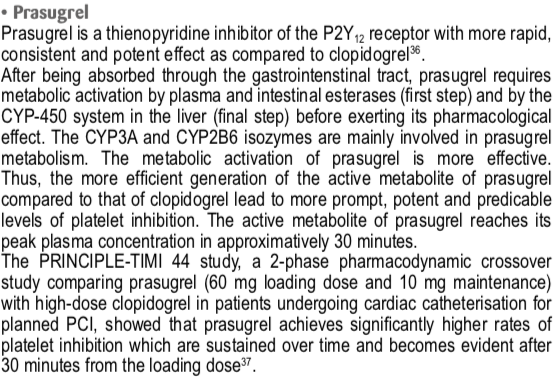 • Prasugrel
Prasugrel is a thienopyridine inhibitor of the P2Y12 receptor with more rapid,
consistent and potent effect as compared to clopidogrel36.
After being absorbed through the gastrointenstinal tract, prasugrel requires
metabolic activation by plasma and intestinal esterases (first step) and by the
CYP-450 system in the liver (final step) before exerting its pharmacological
effect. The CYP3A and CYP2B6 isozymes are mainly involved in prasugrel
metabolism. The metabolic activation of prasugrel is more effective.
Thus, the more efficient generation of the active metabolite of prasugrel
compared to that of clopidogrel lead to more prompt, potent and predicable
levels of platelet inhibition. The active metabolite of prasugrel reaches its
peak plasma concentration in approximatively 30 minutes.
The PRINCIPLE-TIMI 44 study, a 2-phase pharmacodynamic crossover
study comparing prasugrel (60 mg loading dose and 10 mg maintenance)
with high-dose clopidogrel in patients undergoing cardiac catheterisation for
planned PCI, showed that prasugrel achieves significantly higher rates of
platelet inhibition which are sustained over time and becomes evident after
30 minutes from the loading dose37.